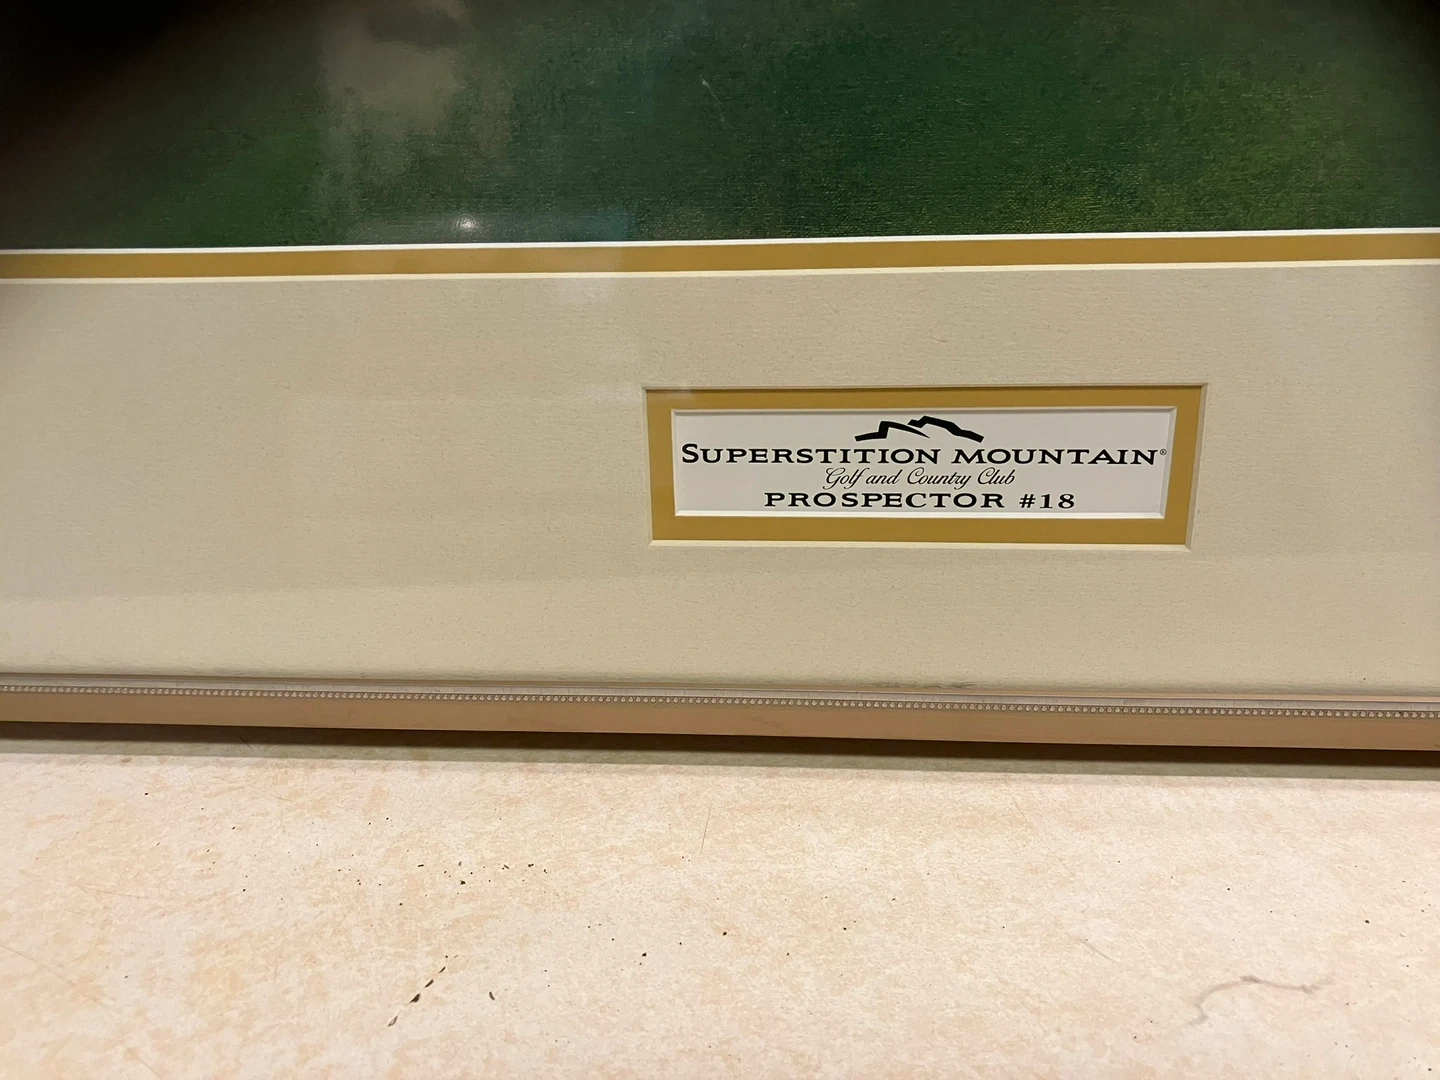 SUPERSTITION MOUNTAIN®
Golf and Country Club
PROSPECTOR #18